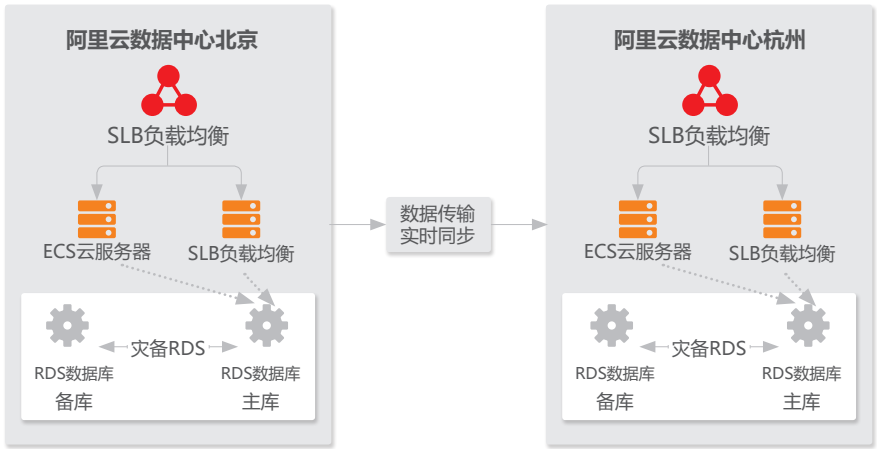 阿里云数据中心北京
SLB负载均衡
ECS云服务器
SLB负载均衡
灾备RDS
RDS数据库
备库
RDS数据库
主库
数据传输
实时同步
阿里云数据中心杭州
SLB负载均衡
ECS云服务器
SLB负载均衡
灾备RDS
RDS数据库
备库
RDS数据库
主库